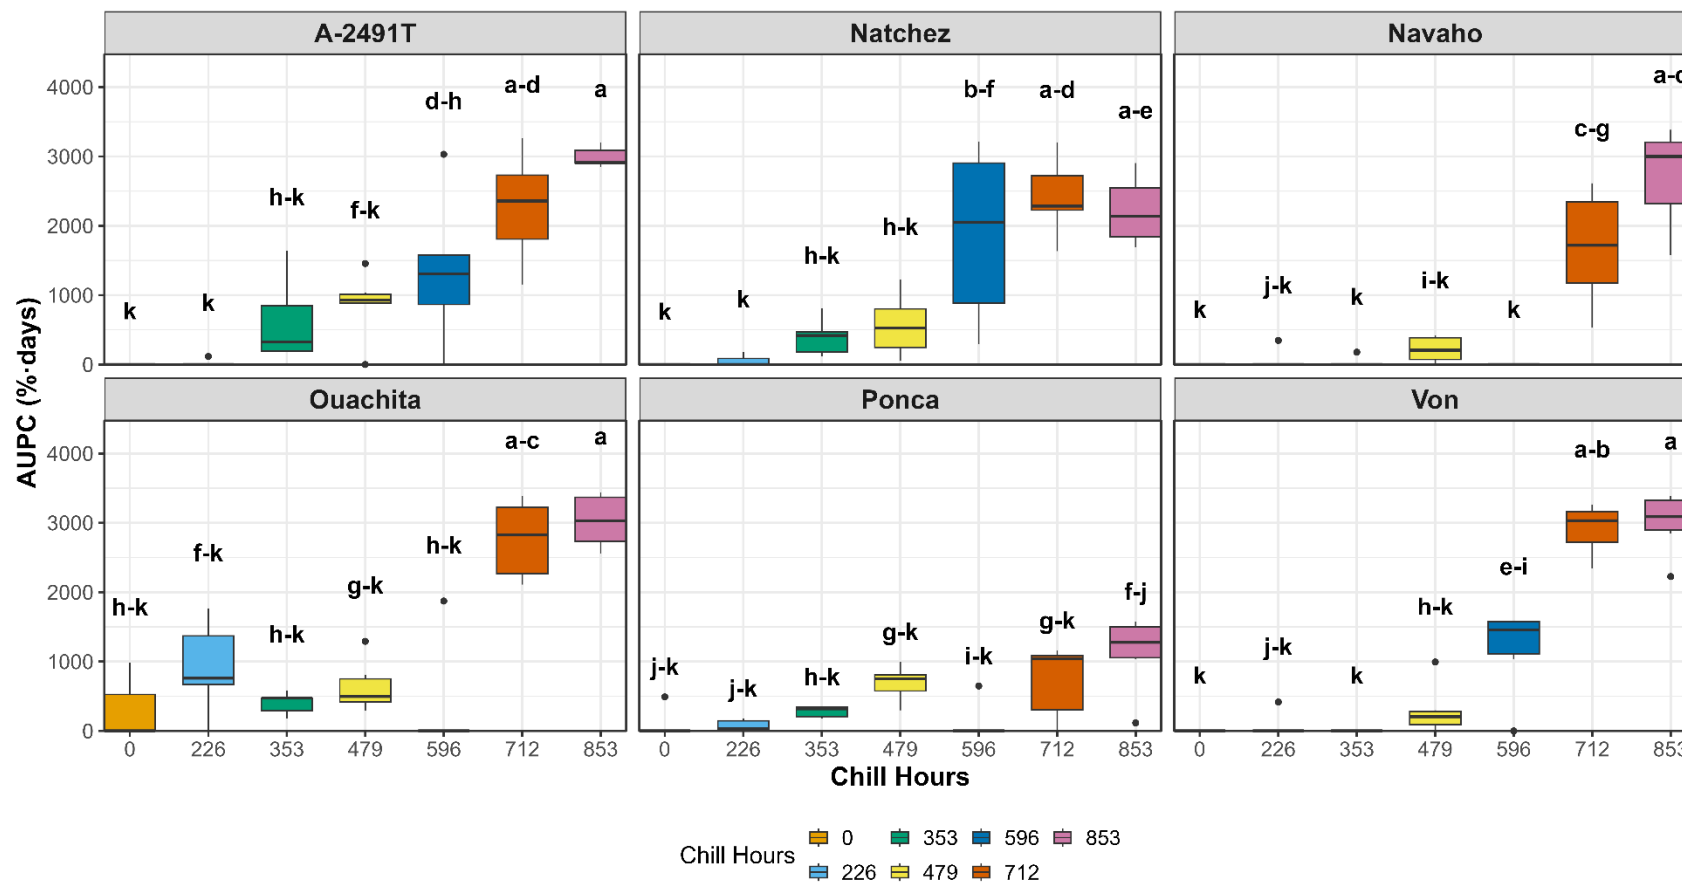 A-2491T Natchez Navaho
AUPC (%·days)
4000
3000
2000
1000
0
k k h-k f-k d-h a-d a
k k h-k h-k b-f a-d a-e
k j-k k i-k k c-g
Ouachita Ponca Von
4000
3000
2000
1000
0
h-k f-k h-k g-k h-k a-c a
j-k j-k h-k g-k i-k g-k f-j
k j-k k h-k e-i a-b a
0 226 353 479 596 712 853
0 226 353 479 596 712 853
0 226 353 479 596 712 853
Chill Hours
Chill Hours
0 353 596 853
226 479 712